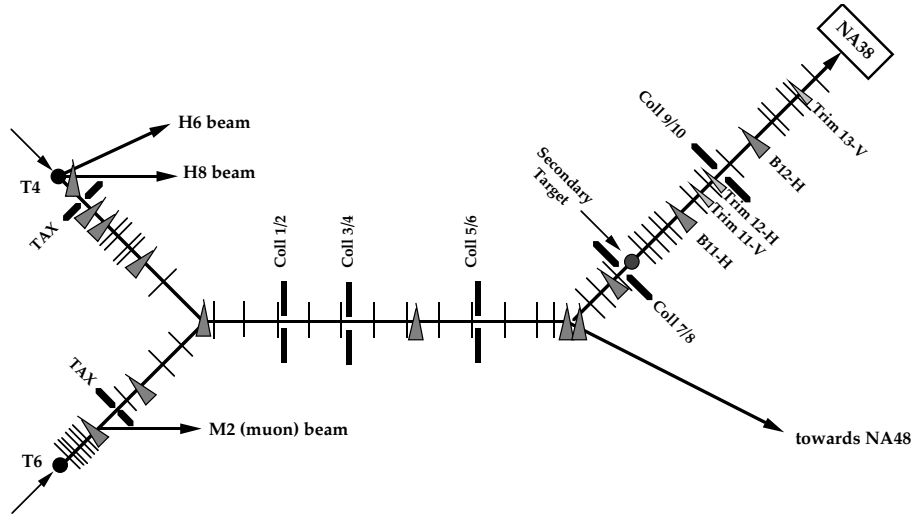 NA38
Trim 13-V
Coll 9/10
B12-H
H6 beam
H8 beam
T4
TAX
Secondary
Target
Trim 12-H
Trim 11-V
B11-H
Coll 1/2
Coll 3/4
Coll 5/6
Coll 7/8
TAX
M2 (muon) beam
T6
towards NA48